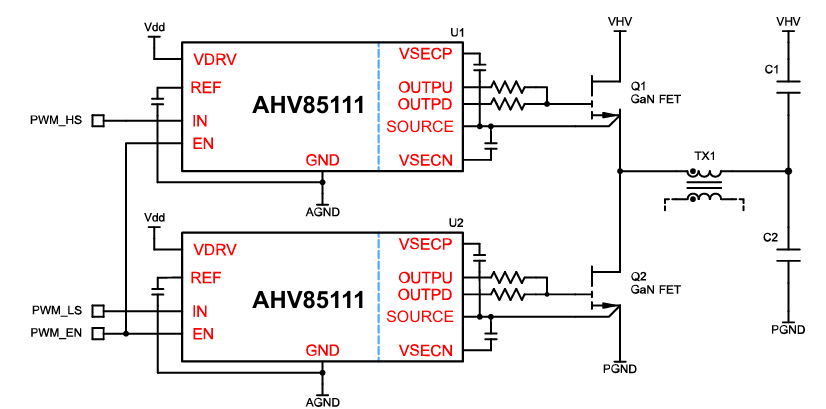 Vdd
U1
VHV
VHV
VDRV
VSECP
REF
OUTPU
Q1
C1
AHV85111
OUTPD
GaN FET
PWM_HS
IN
SOURCE
EN
GND
VSECN
TX1
AGND
Vdd
U2
VDRV
VSECP
C2
REF
OUTPU
Q2
AHV85111
OUTPD
GaN FET
PWM_LS
IN
SOURCE
PWM_EN
EN
PGND
GND
VSECN
PGND
AGND